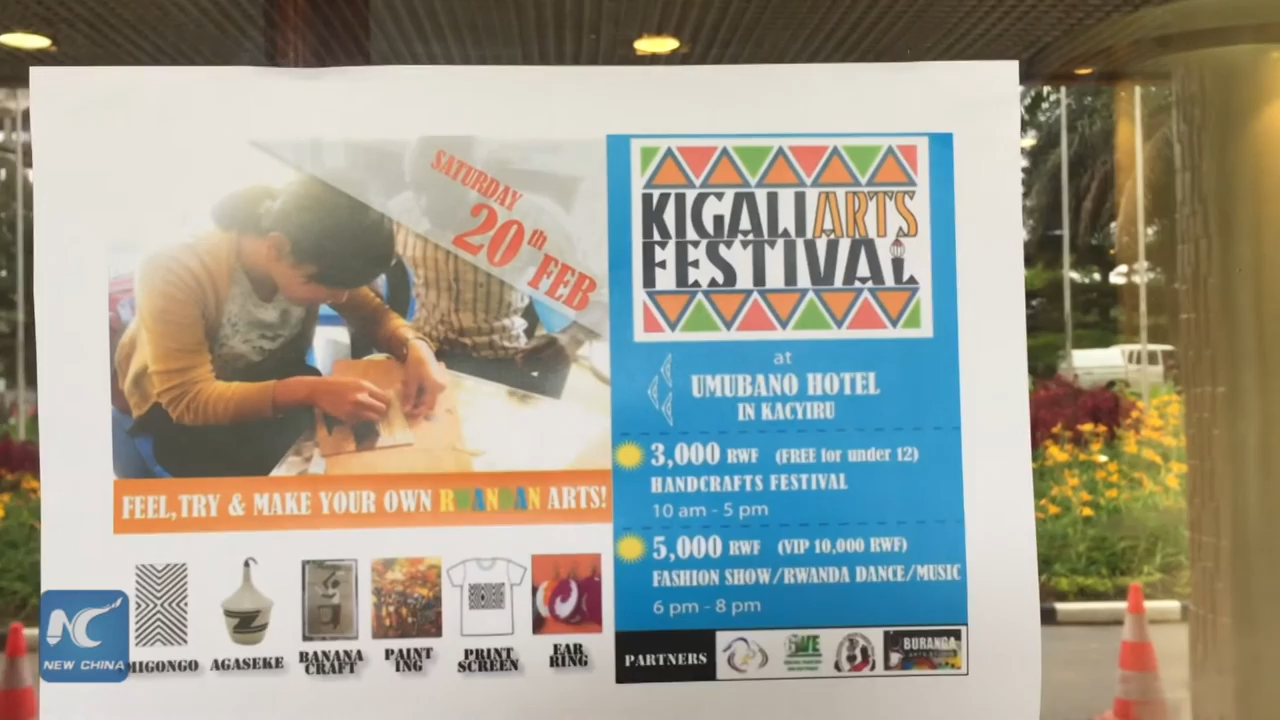 SATURDAY
20th
FEB
FEEL, TRY & MAKE YOUR OWN RWANDAN ARTS!
IMIGONGO
AGASEKE
BANANA
CRAFT
PAINT
ING
PRINT
SCREEN
EAR
RING
KIGALI ARTS
FESTIVAL
at
UMUBANO HOTEL
IN KACYIRU
3,000 RWF (FREE for under 12)
HANDCRAFTS FESTIVAL
10 am - 5 pm
5,000 RWF (VIP 10,000 RWF)
FASHION SHOW/RWANDA DANCE/MUSIC
6 pm - 8 pm
PARTNERS
GWE
BURANGA
NC
NEW CHINA